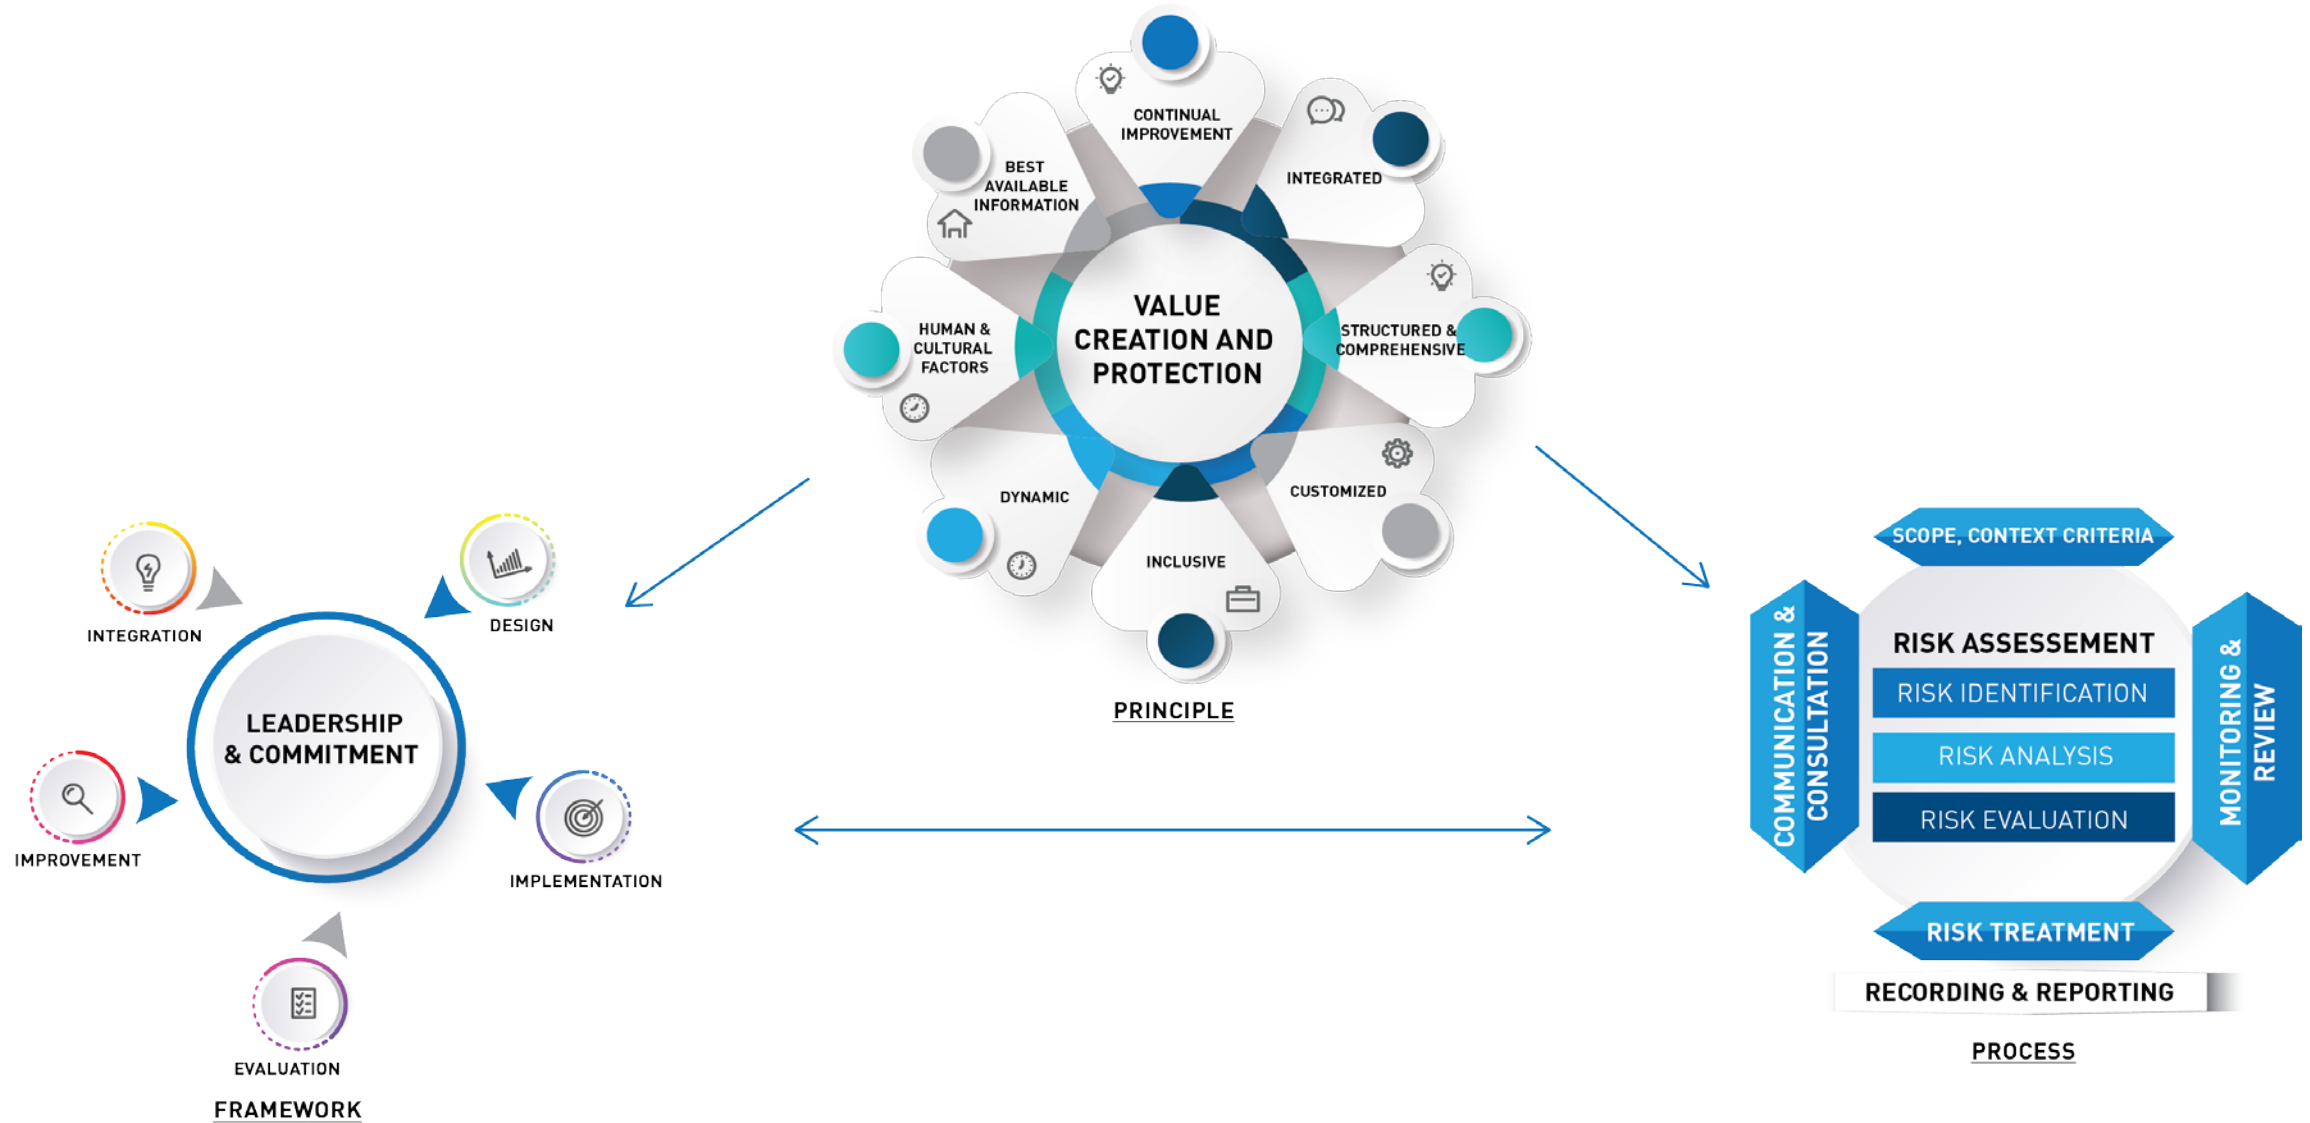 CONTINUAL
IMPROVEMENT
INTEGRATED
BEST
AVAILABLE
INFORMATION
STRUCTURED &
COMPREHENSIVE
HUMAN &
CULTURAL
FACTORS
VALUE
CREATION AND
PROTECTION
CUSTOMIZED
DYNAMIC
INCLUSIVE
PRINCIPLE
INTEGRATION
DESIGN
LEADERSHIP
& COMMITMENT
IMPROVEMENT
IMPLEMENTATION
EVALUATION
FRAMEWORK
SCOPE, CONTEXT CRITERIA
COMMUNICATION &
CONSULTATION
RISK ASSESSEMENT
RISK IDENTIFICATION
RISK ANALYSIS
RISK EVALUATION
MONITORING &
REVIEW
RISK TREATMENT
RECORDING & REPORTING
PROCESS